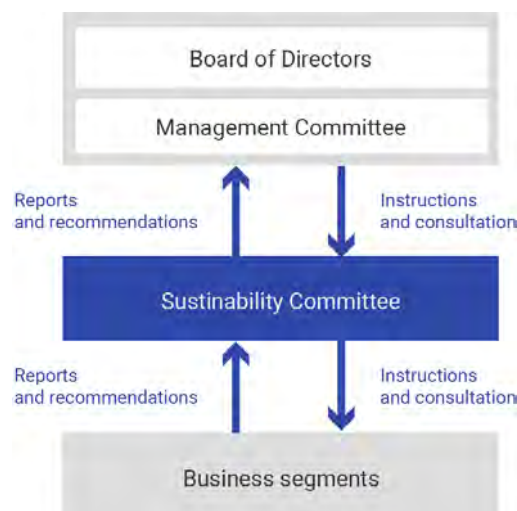 Board of Directors
Management Committee
Reports
and recommendations
Instructions
and consultation
Sustinability Committee
Reports
and recommendations
Instructions
and consultation
Business segments